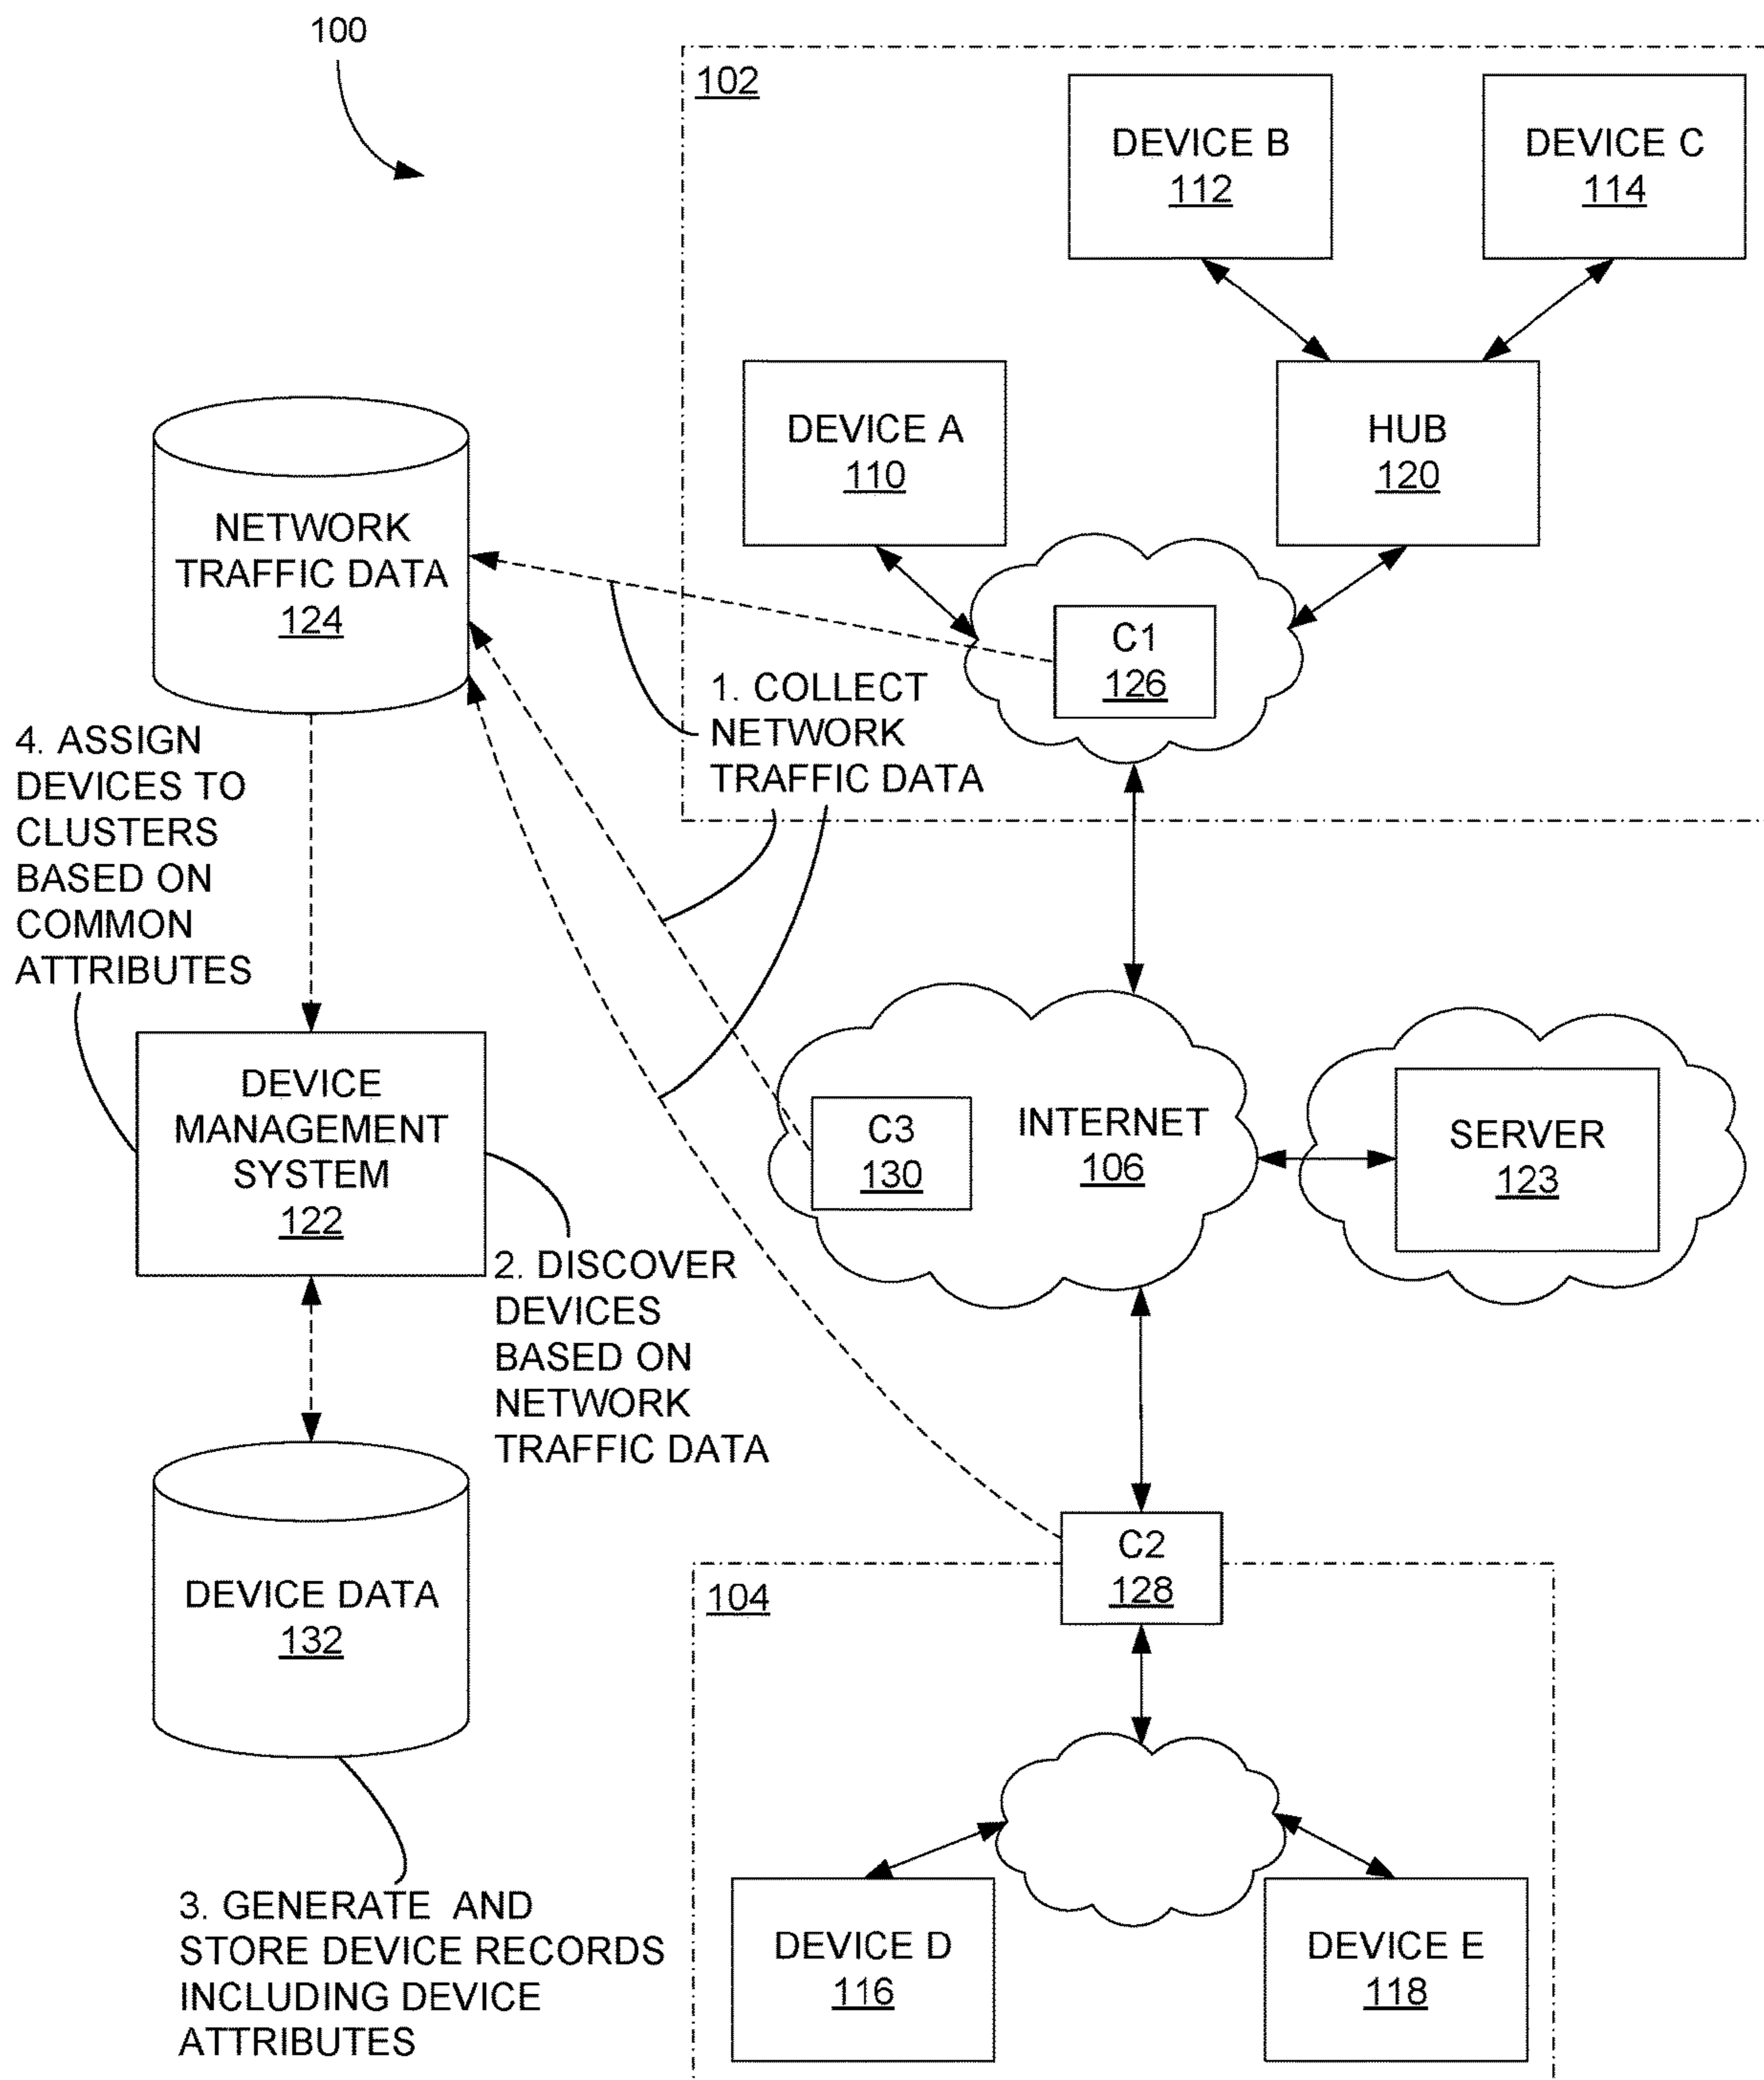 100
102
DEVICE B
112
DEVICE C
114
DEVICE A
110
HUB
120
NETWORK
TRAFFIC DATA
124
C1
126
1. COLLECT
NETWORK
TRAFFIC DATA
4. ASSIGN
DEVICES TO
CLUSTERS
BASED ON
COMMON
ATTRIBUTES
DEVICE
MANAGEMENT
SYSTEM
122
C3
130
INTERNET
106
SERVER
123
2. DISCOVER
DEVICES
BASED ON
NETWORK
TRAFFIC DATA
DEVICE DATA
132
C2
128
104
3. GENERATE AND
STORE DEVICE RECORDS
INCLUDING DEVICE
ATTRIBUTES
DEVICE D
116
DEVICE E
118